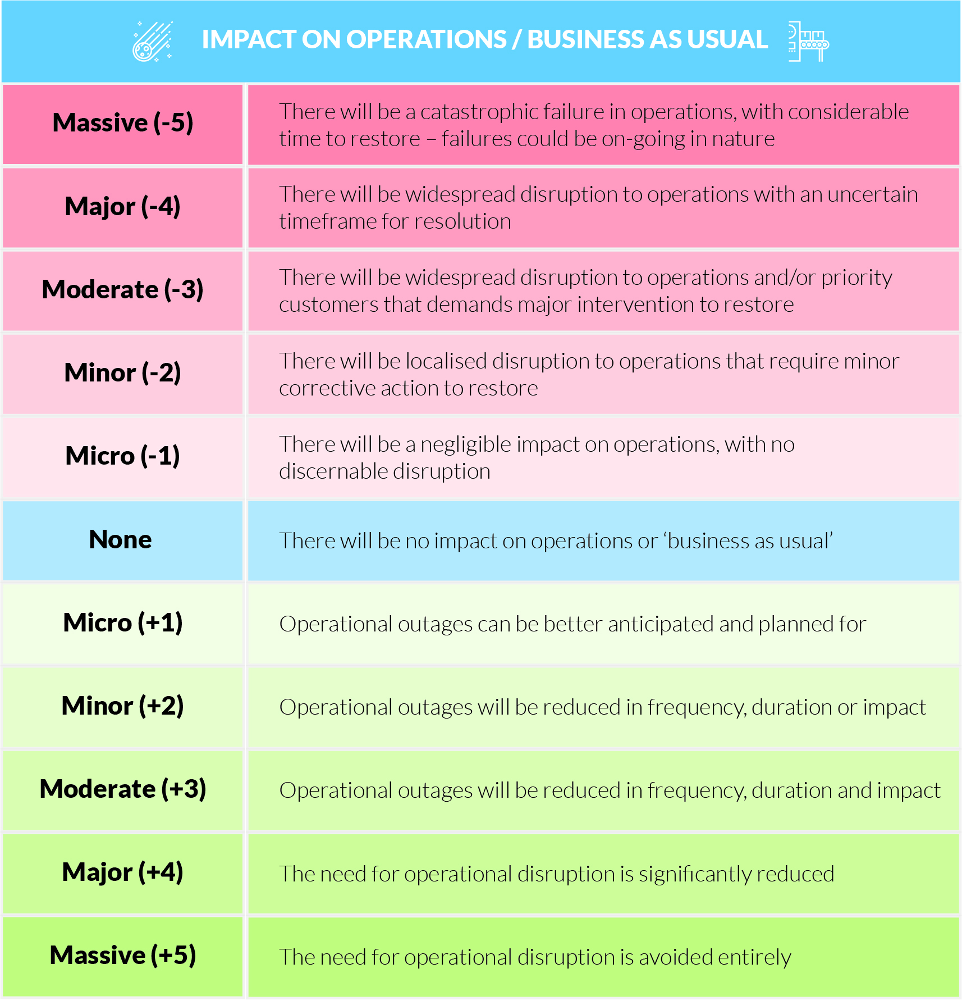 IMPACT ON OPERATIONS / BUSINESS AS USUAL
Massive (-5)
There will be a catastrophic failure in operations, with considerable
time to restore – failures could be on-going in nature
Major (-4)
There will be widespread disruption to operations with an uncertain
timeframe for resolution
Moderate (-3)
There will be widespread disruption to operations and/or priority
customers that demands major intervention to restore
Minor (-2)
There will be localised disruption to operations that require minor
corrective action to restore
Micro (-1)
There will be a negligible impact on operations, with no
discernable disruption
None
There will be no impact on operations or ‘business as usual’
Micro (+1)
Operational outages can be better anticipated and planned for
Minor (+2)
Operational outages will be reduced in frequency, duration or impact
Moderate (+3)
Operational outages will be reduced in frequency, duration and impact
Major (+4)
The need for operational disruption is significantly reduced
Massive (+5)
The need for operational disruption is avoided entirely